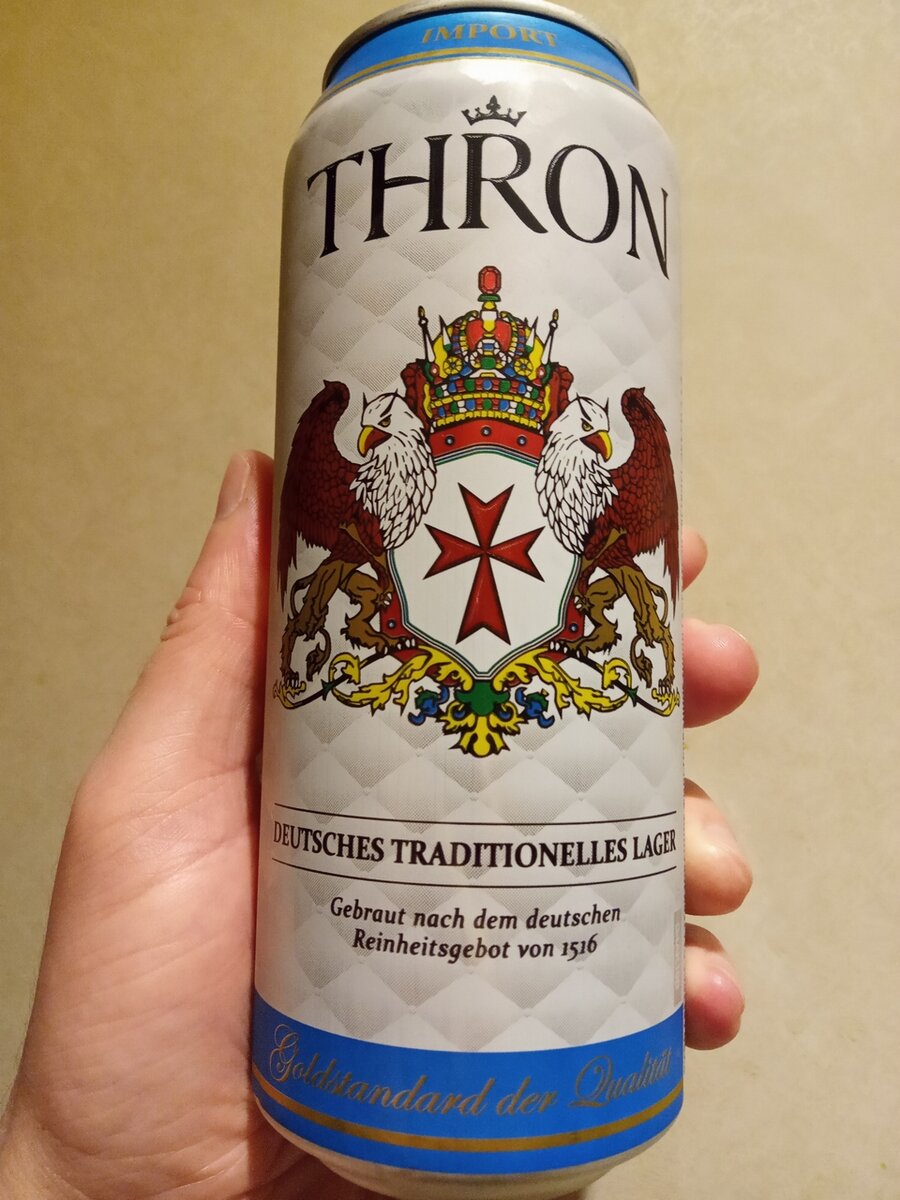 IMPORT
THRON
DEUTSCHES TRADITIONELLES LAGER
Gebraut nach dem deutschen
Reinheitsgebot von 1516
Goldstandard der Qualität